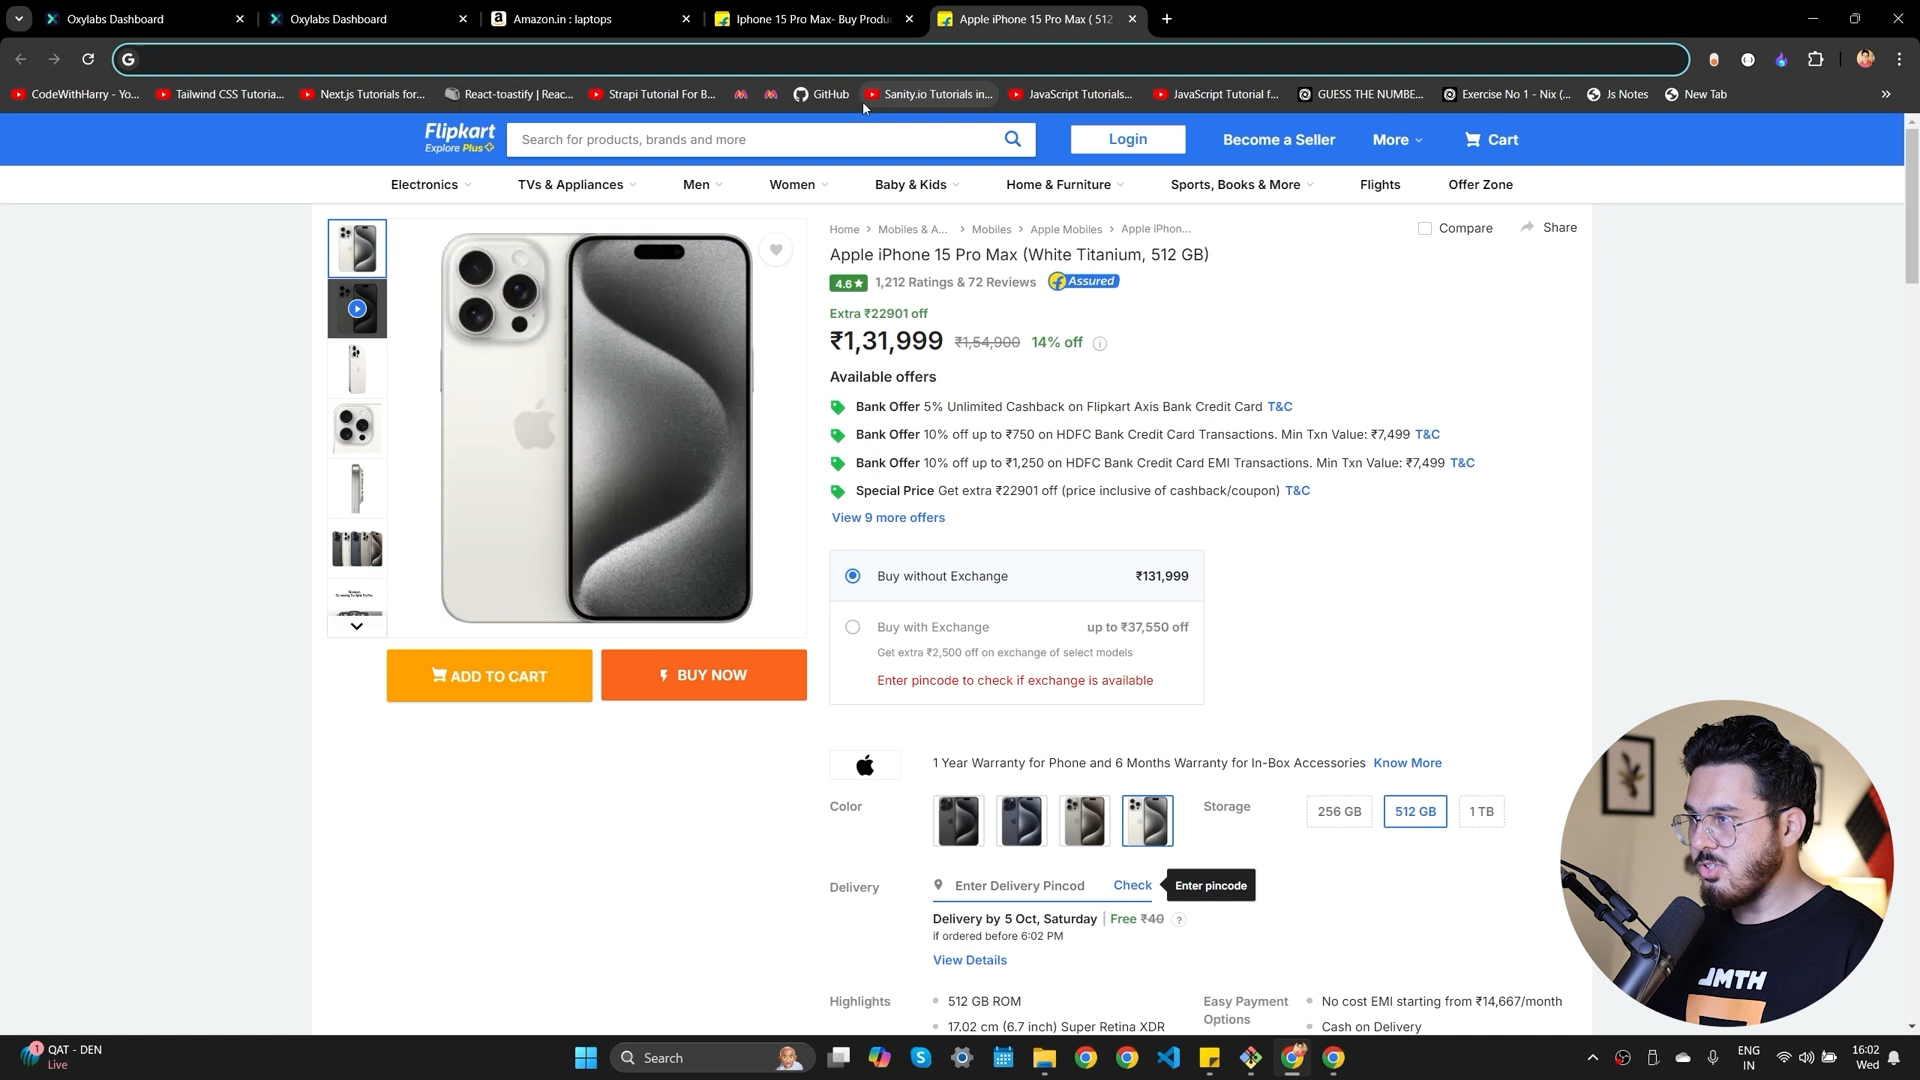 Oxylabs Dashboard
Oxylabs Dashboard
Amazon.in : laptops
Iphone 15 Pro Max- Buy Produ
Apple iPhone 15 Pro Max ( 512
CodeWithHarry - Yo...
Tailwind CSS Tutoria...
Next.js Tutorials for...
React-toastify | Reac...
Strapi Tutorial For B...
GitHub
Sanity.io Tutorials in...
JavaScript Tutorials...
JavaScript Tutorial f...
GUESS THE NUMBE...
Exercise No 1 - Nix (...
Js Notes
New Tab
Flipkart
Explore Plus
Search for products, brands and more
Login
Become a Seller
More
Cart
Electronics
TVs & Appliances
Men
Women
Baby & Kids
Home & Furniture
Sports, Books & More
Flights
Offer Zone
Home
Mobiles & A...
Mobiles
Apple Mobiles
Apple iPhon...
Compare
Share
Apple iPhone 15 Pro Max (White Titanium, 512 GB)
4.6★ 1,212 Ratings & 72 Reviews
Assured
Extra ₹22901 off
₹1,31,999 ₹1,54,900 14% off
Available offers
Bank Offer 5% Unlimited Cashback on Flipkart Axis Bank Credit Card T&C
Bank Offer 10% off up to ₹750 on HDFC Bank Credit Card Transactions. Min Txn Value: ₹7,499 T&C
Bank Offer 10% off up to ₹1,250 on HDFC Bank Credit Card EMI Transactions. Min Txn Value: ₹7,499 T&C
Special Price Get extra ₹22901 off (price inclusive of cashback/coupon) T&C
View 9 more offers
Buy without Exchange ₹131,999
Buy with Exchange up to ₹37,550 off
Get extra ₹2,500 off on exchange of select models
Enter pincode to check if exchange is available
ADD TO CART
BUY NOW
1 Year Warranty for Phone and 6 Months Warranty for In-Box Accessories Know More
Color
Storage
256 GB
512 GB
1 TB
Delivery
Enter Delivery Pincod
Check
Enter pincode
Delivery by 5 Oct, Saturday | Free ₹40 ?
if ordered before 6:02 PM
View Details
Highlights
512 GB ROM
17.02 cm (6.7 inch) Super Retina XDR
Easy Payment
Options
No cost EMI starting from ₹14,667/month
Cash on Delivery
JMTH
1
QAT - DEN
Live
Search
ENG
IN
16:02
Wed